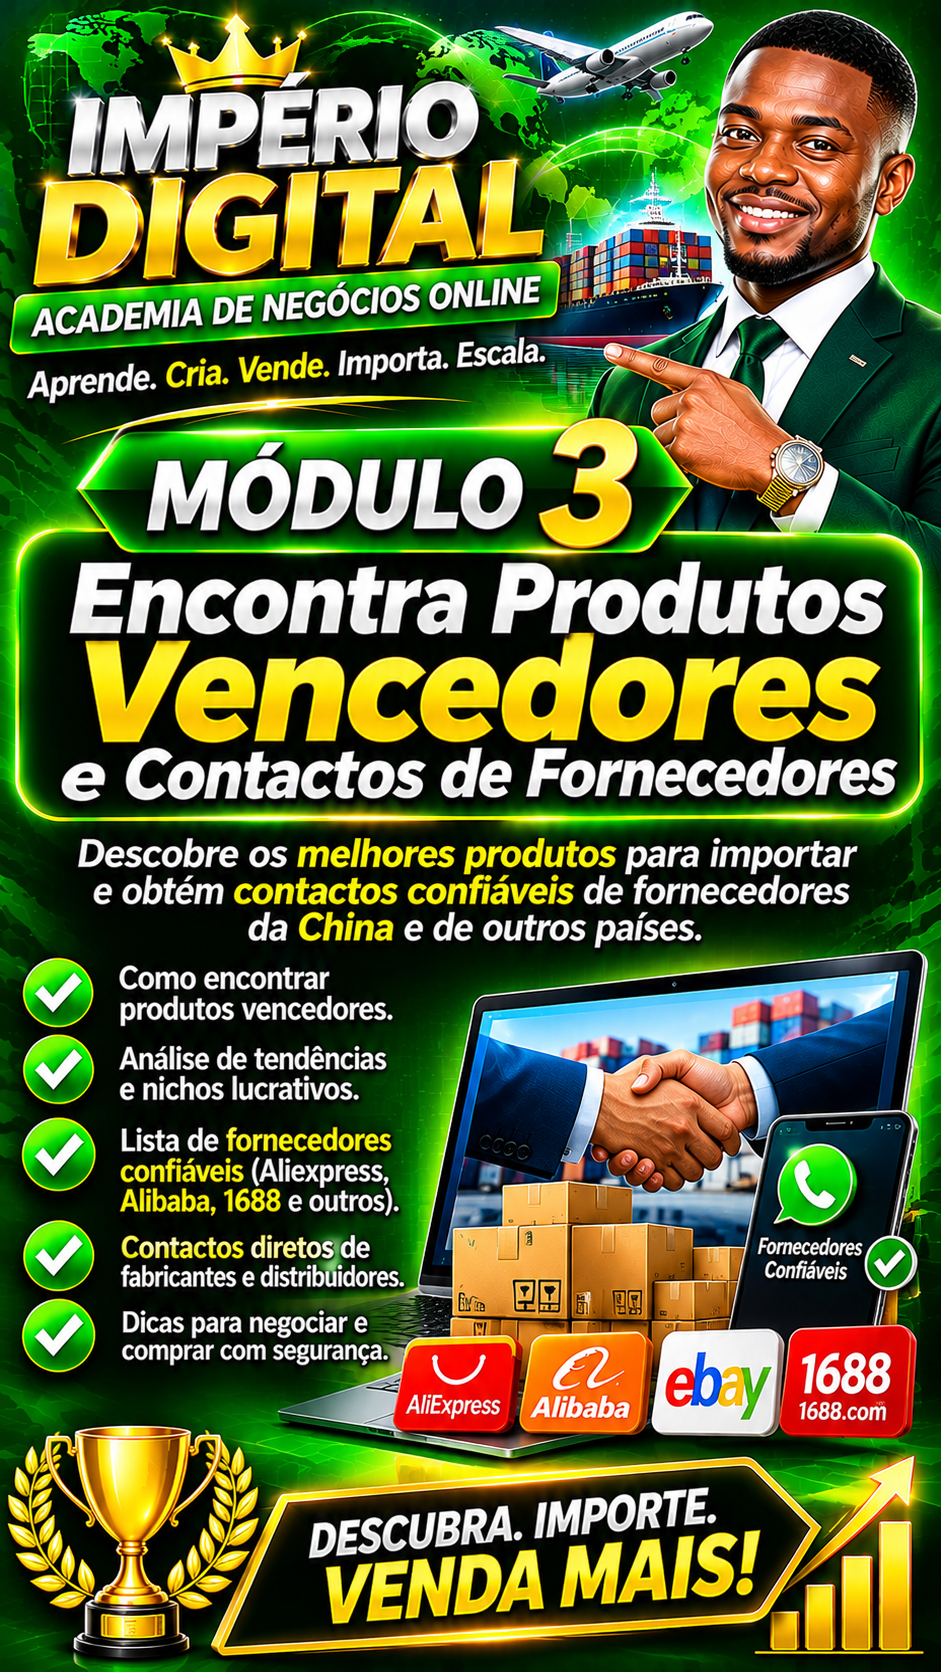 IMPÉRIO
DIGITAL
ACADEMIA DE NEGÓCIOS ONLINE
Aprende. Cria. Vende. Importa. Escala.
MÓDULO 3
Encontra Produtos
Vencedores
e Contactos de Fornecedores
Descobre os melhores produtos para importar
e obtém contactos confiáveis de fornecedores
da China e de outros países.
Como encontrar
produtos vencedores.
Análise de tendências
e nichos lucrativos.
Lista de fornecedores
confiáveis (Aliexpress,
Alibaba, 1688 e outros).
Contactos diretos de
fabricantes e distribuidores.
Dicas para negociar e
comprar com segurança.
Fornecedores
Confiáveis
AliExpress
Alibaba
ebay
1688
1688.com
DESCUBRA. IMPORTE.
VENDA MAIS!